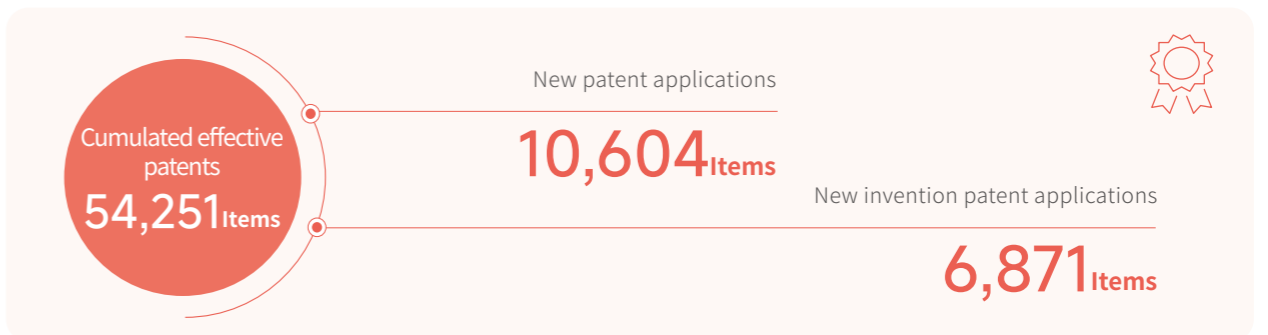 Cumulated effective
patents
54,251Items
New patent applications
10,604Items
New invention patent applications
6,871Items